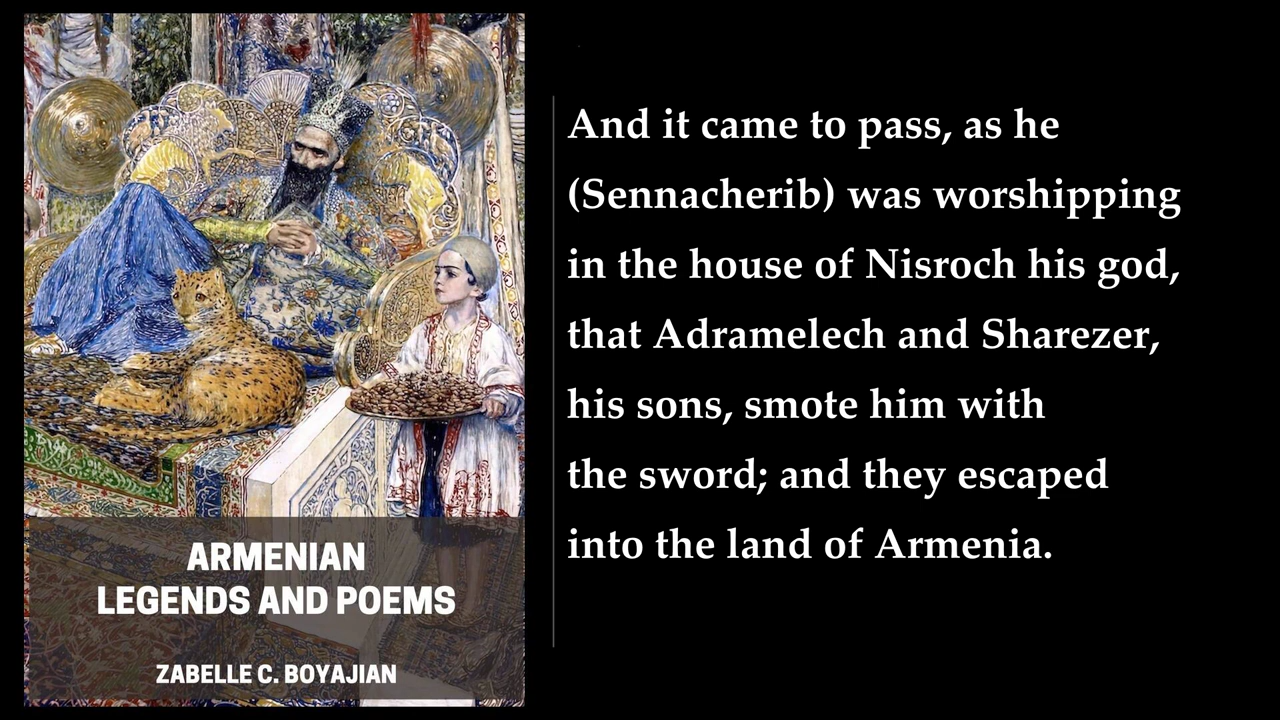 ARMENIAN
LEGENDS AND POEMS
ZABELLE C. BOYAJIAN
And it came to pass, as he
(Sennacherib) was worshipping
in the house of Nisroch his god,
that Adramelech and Sharezer,
his sons, smote him with
the sword; and they escaped
into the land of Armenia.